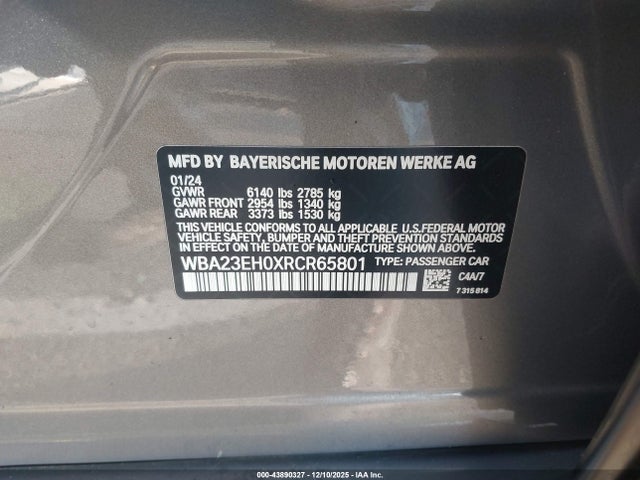 MFD BY BAYERISCHE MOTOREN WERKE AG
01/24
GVWR 6140 lbs 2785 kg
GAWR FRONT 2954 lbs 1340 kg
GAWR REAR 3373 lbs 1530 kg
THIS VEHICLE CONFORMS TO ALL APPLICABLE U.S.FEDERAL MOTOR
VEHICLE SAFETY, BUMPER, AND THEFT PREVENTION STANDARDS
IN EFFECT ON THE DATE OF MANUFACTURE SHOWN ABOVE.
WBA23EH0XRCR65801 TYPE: PASSENGER CAR
C4A/7
7 315 814
000-43890327 - 12/10/2025 - IAA Inc.